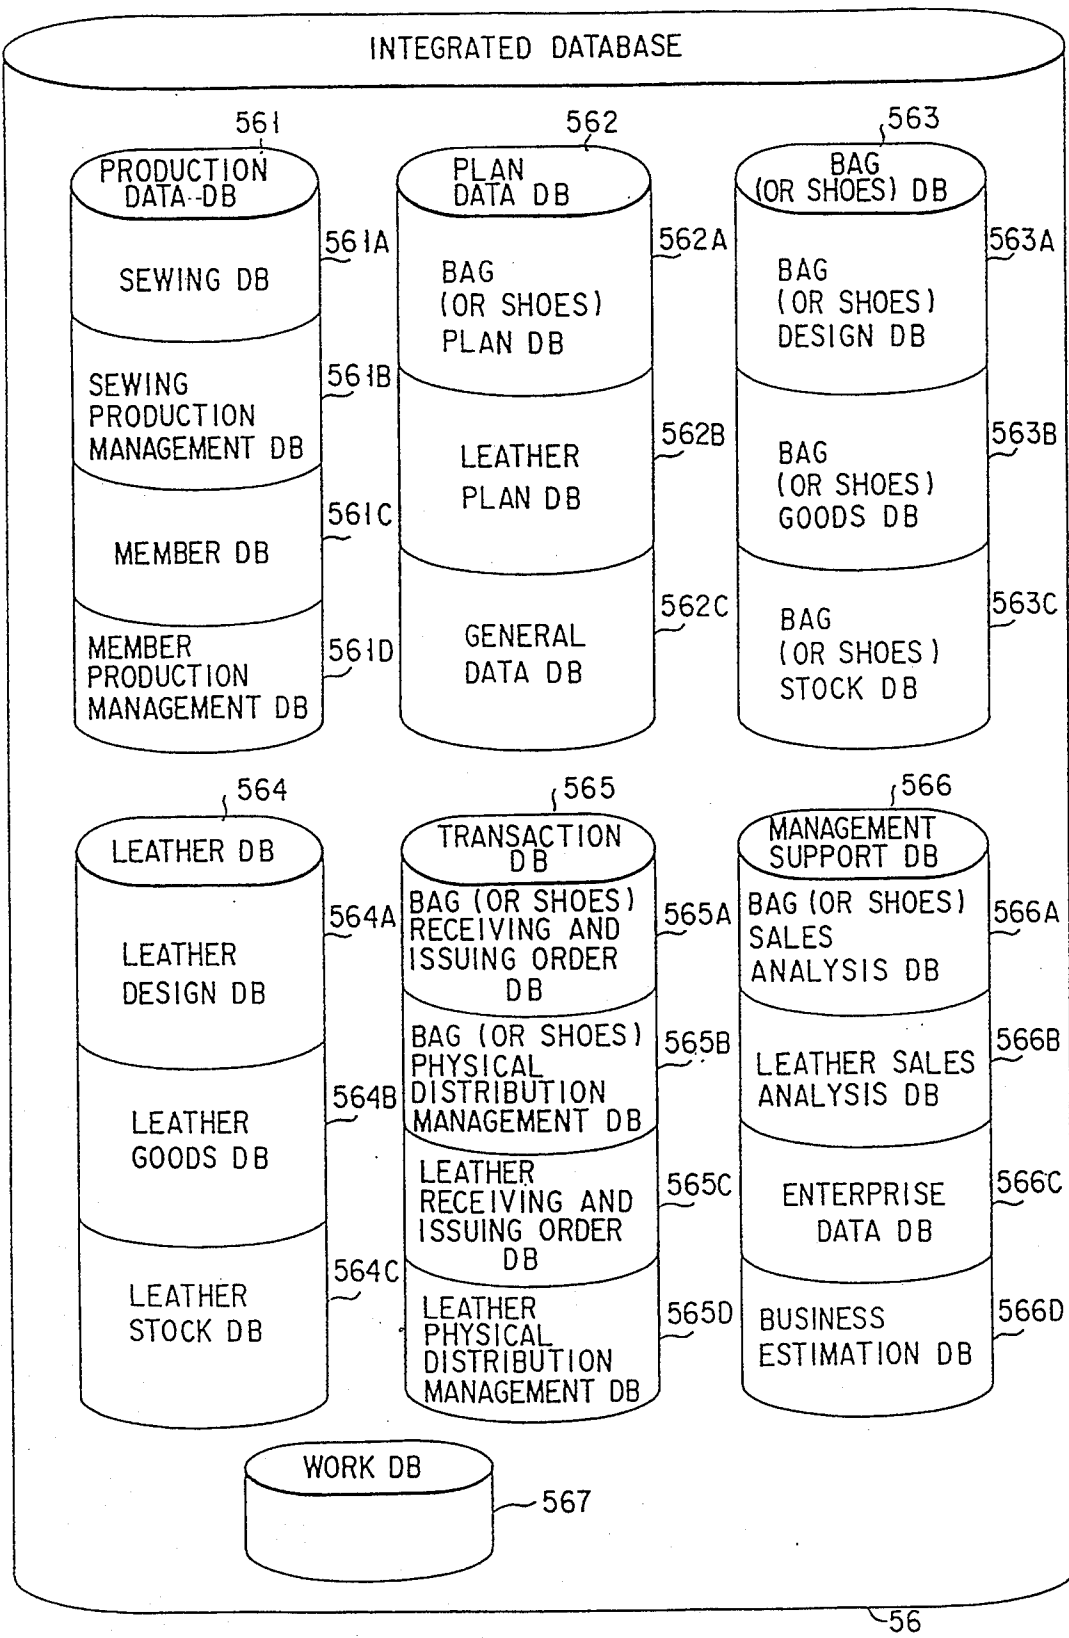 INTEGRATED DATABASE
561
PRODUCTION
DATA--DB
561A
SEWING DB
561B
SEWING
PRODUCTION
MANAGEMENT DB
561C
MEMBER DB
561D
MEMBER
PRODUCTION
MANAGEMENT DB
562
PLAN
DATA DB
562A
BAG
(OR SHOES)
PLAN DB
562B
LEATHER
PLAN DB
562C
GENERAL
DATA DB
563
BAG
(OR SHOES) DB
563A
BAG
(OR SHOES)
DESIGN DB
563B
BAG
(OR SHOES)
GOODS DB
563C
BAG
(OR SHOES)
STOCK DB
564
LEATHER DB
564A
LEATHER
DESIGN DB
564B
LEATHER
GOODS DB
564C
LEATHER
STOCK DB
565
TRANSACTION
DB
565A
BAG (OR SHOES)
RECEIVING AND
ISSUING ORDER
DB
565B
BAG (OR SHOES)
PHYSICAL
DISTRIBUTION
MANAGEMENT DB
565C
LEATHER
RECEIVING AND
ISSUING ORDER
DB
565D
LEATHER
PHYSICAL
DISTRIBUTION
MANAGEMENT DB
566
MANAGEMENT
SUPPORT DB
566A
BAG (OR SHOES)
SALES
ANALYSIS DB
566B
LEATHER SALES
ANALYSIS DB
566C
ENTERPRISE
DATA DB
566D
BUSINESS
ESTIMATION DB
WORK DB
567
56